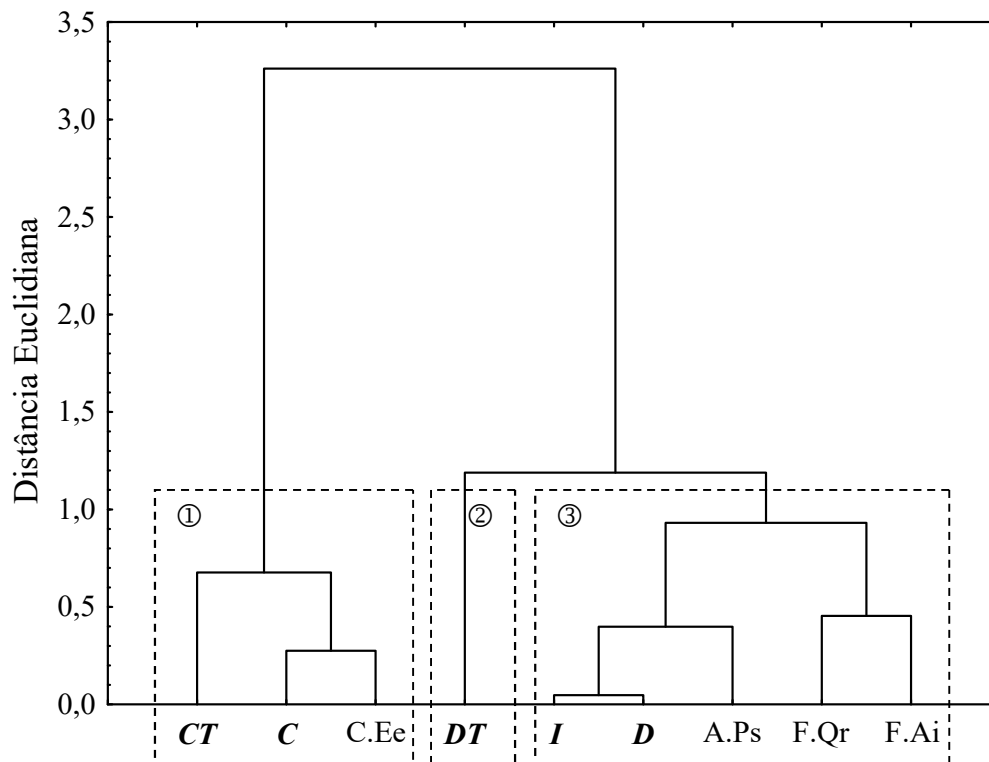 Distância Euclidiana
3,5
3,0
2,5
2,0
1,5
1,0
0,5
0,0
① ② ③
CT C C.Ee DT I D A.Ps F.Qr F.Ai